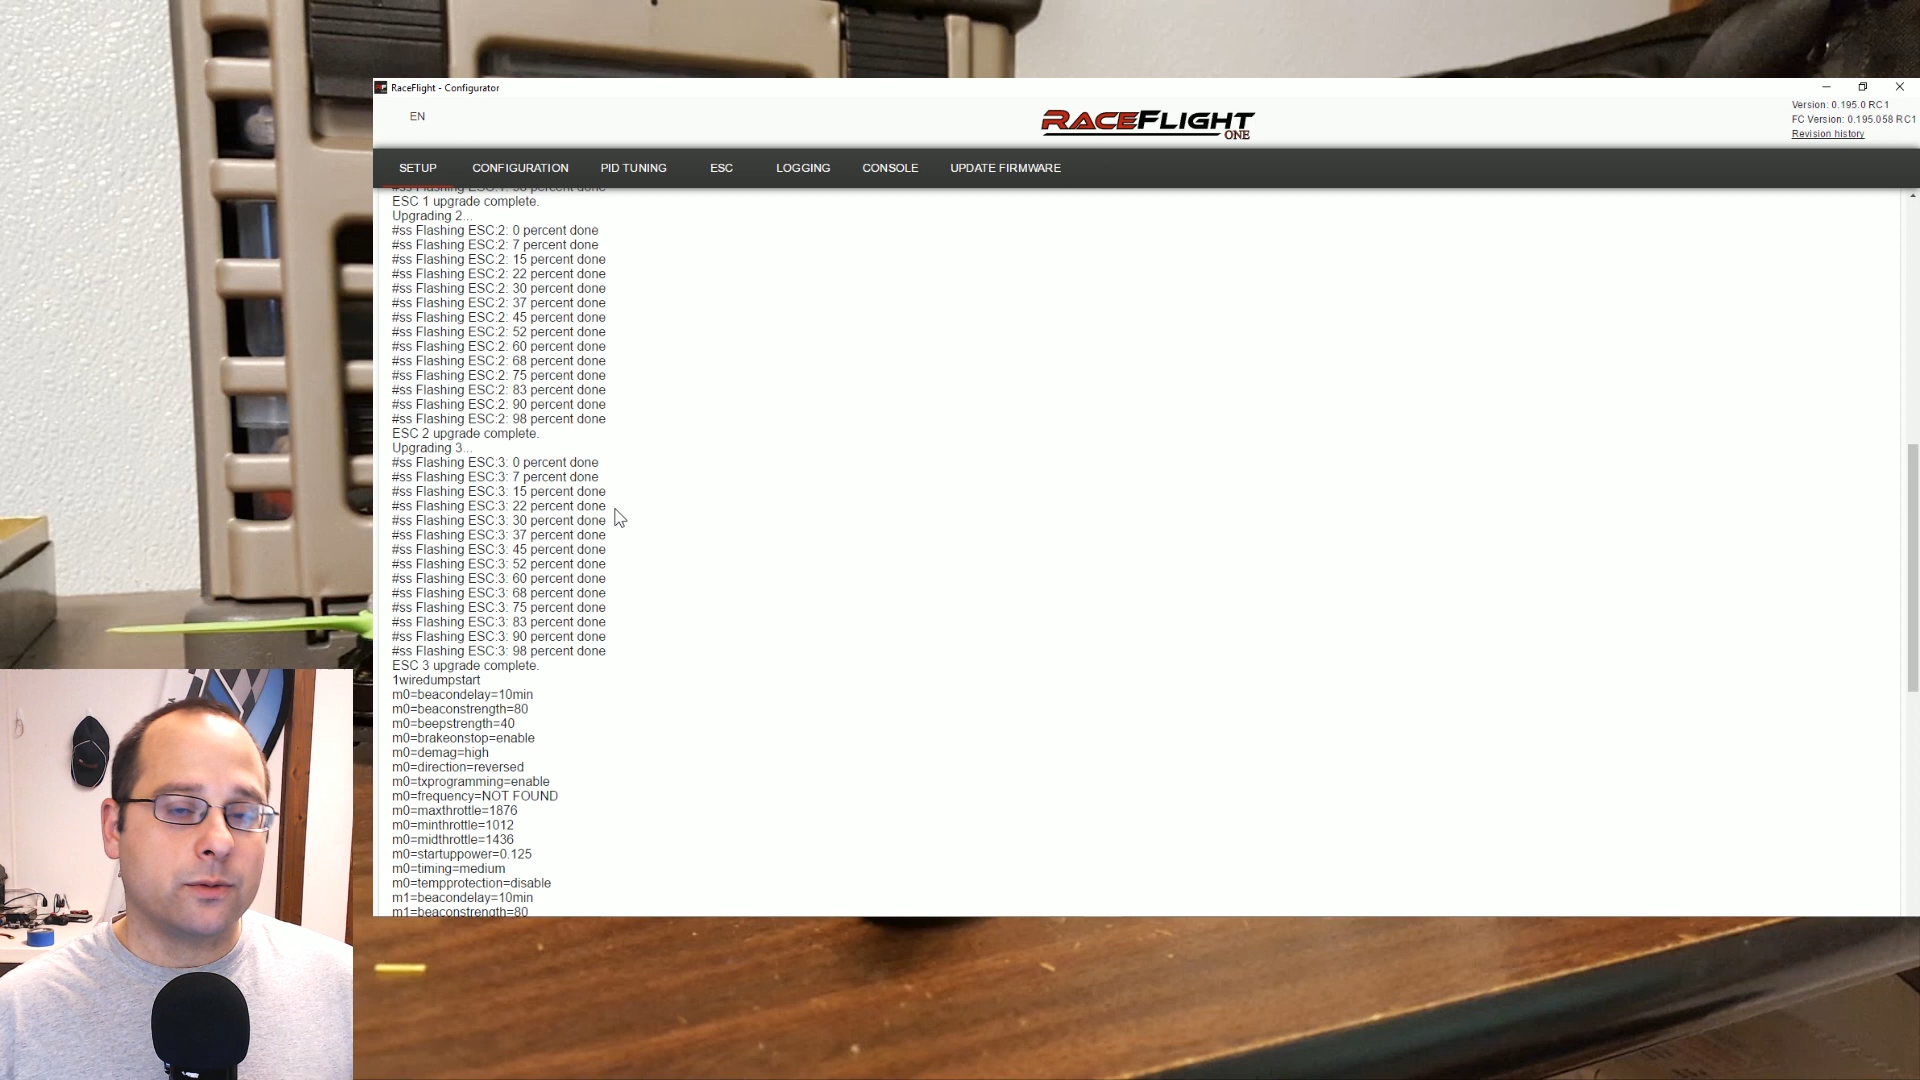 RaceFlight - Configurator
EN
RACEFLIGHT
ONE
Version: 0.195.0 RC1
FC Version: 0.195.058 RC1
Revision history
SETUP CONFIGURATION PID TUNING ESC LOGGING CONSOLE UPDATE FIRMWARE
#ss Flashing ESC:1: 98 percent done
ESC 1 upgrade complete.
Upgrading 2...
#ss Flashing ESC:2: 0 percent done
#ss Flashing ESC:2: 7 percent done
#ss Flashing ESC:2: 15 percent done
#ss Flashing ESC:2: 22 percent done
#ss Flashing ESC:2: 30 percent done
#ss Flashing ESC:2: 37 percent done
#ss Flashing ESC:2: 45 percent done
#ss Flashing ESC:2: 52 percent done
#ss Flashing ESC:2: 60 percent done
#ss Flashing ESC:2: 68 percent done
#ss Flashing ESC:2: 75 percent done
#ss Flashing ESC:2: 83 percent done
#ss Flashing ESC:2: 90 percent done
#ss Flashing ESC:2: 98 percent done
ESC 2 upgrade complete.
Upgrading 3...
#ss Flashing ESC:3: 0 percent done
#ss Flashing ESC:3: 7 percent done
#ss Flashing ESC:3: 15 percent done
#ss Flashing ESC:3: 22 percent done
#ss Flashing ESC:3: 30 percent done
#ss Flashing ESC:3: 37 percent done
#ss Flashing ESC:3: 45 percent done
#ss Flashing ESC:3: 52 percent done
#ss Flashing ESC:3: 60 percent done
#ss Flashing ESC:3: 68 percent done
#ss Flashing ESC:3: 75 percent done
#ss Flashing ESC:3: 83 percent done
#ss Flashing ESC:3: 90 percent done
#ss Flashing ESC:3: 98 percent done
ESC 3 upgrade complete.
1wiredumpstart
m0=beacondelay=10min
m0=beaconstrength=80
m0=beepstrength=40
m0=brakeonstop=enable
m0=demag=high
m0=direction=reversed
m0=txprogramming=enable
m0=frequency=NOT FOUND
m0=maxthrottle=1876
m0=minthrottle=1012
m0=midthrottle=1436
m0=startuppower=0.125
m0=timing=medium
m0=tempprotection=disable
m1=beacondelay=10min
m1=beaconstrength=80